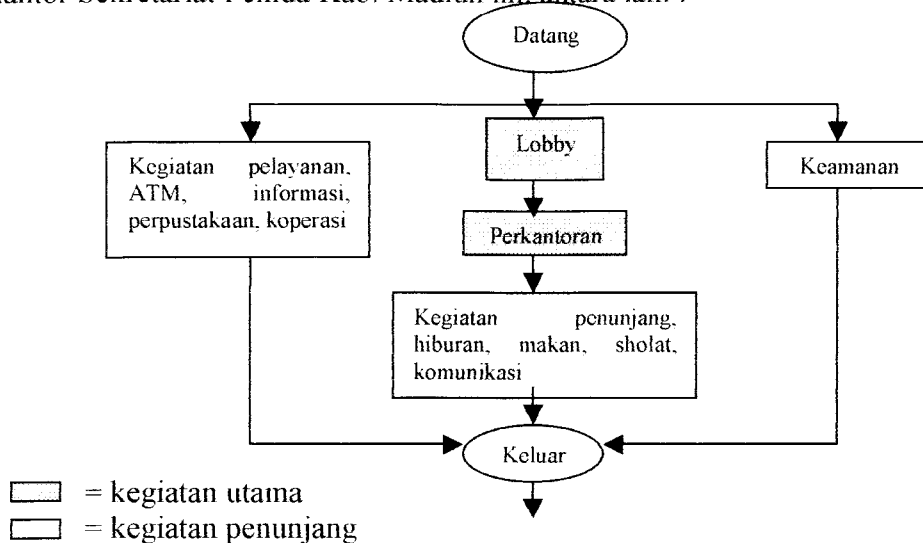 Datang
Lobby
Kegiatan pelayanan,
ATM, informasi,
perpustakaan, koperasi
Keamanan
Perkantoran
Kegiatan penunjang,
hiburan, makan, sholat,
komunikasi
Keluar
= kegiatan utama
= kegiatan penunjang